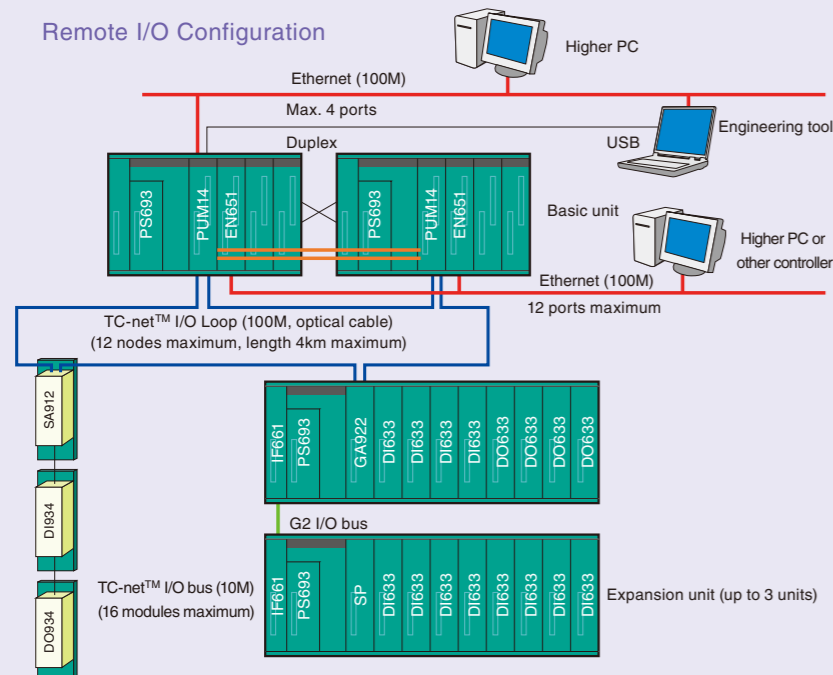 Remote I/O Configuration
Higher PC
Ethernet (100M)
Max. 4 ports
Engineering tool
USB
Duplex
PS693
PUM14
EN651
PS693
PUM14
EN651
Basic unit
Higher PC or
other controller
Ethernet (100M)
12 ports maximum
TC-net™ I/O Loop (100M, optical cable)
(12 nodes maximum, length 4km maximum)
SA912
DI934
DO934
IF661
PS693
GA922
DI633
DI633
DI633
DI633
DO633
DO633
DO633
DO633
G2 I/O bus
TC-net™ I/O bus (10M)
(16 modules maximum)
IF661
PS693
SP
DI633
DI633
DI633
DI633
DI633
DI633
DI633
DI633
Expansion unit (up to 3 units)